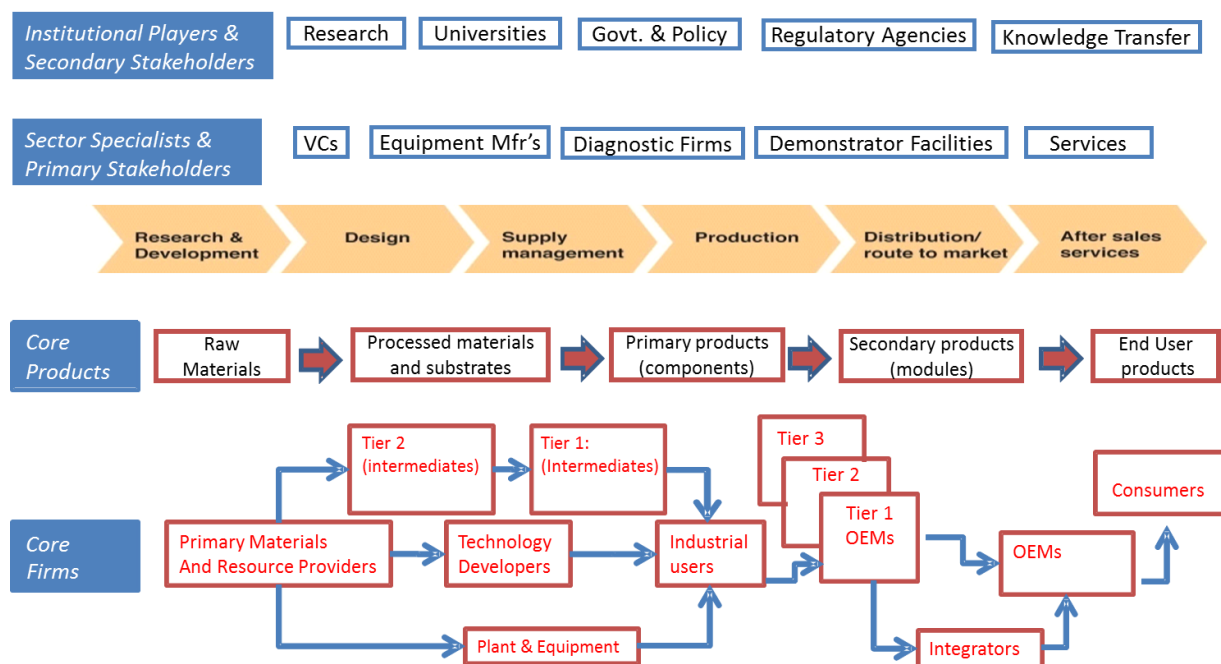 Institutional Players &
Secondary Stakeholders
Research
Universities
Govt. & Policy
Regulatory Agencies
Knowledge Transfer
Sector Specialists &
Primary Stakeholders
VCs
Equipment Mfr's
Diagnostic Firms
Demonstrator Facilities
Services
Research &
Development
Design
Supply
management
Production
Distribution/
route to market
After sales
services
Core
Products
Raw
Materials
Processed materials
and substrates
Primary products
(components)
Secondary products
(modules)
End User
products
Core
Firms
Tier 2
(intermediates)
Tier 1:
(Intermediates)
Tier 3
Tier 2
Tier 1
OEMs
Consumers
Primary Materials
And Resource Providers
Technology
Developers
Industrial
users
OEMs
Plant & Equipment
Integrators